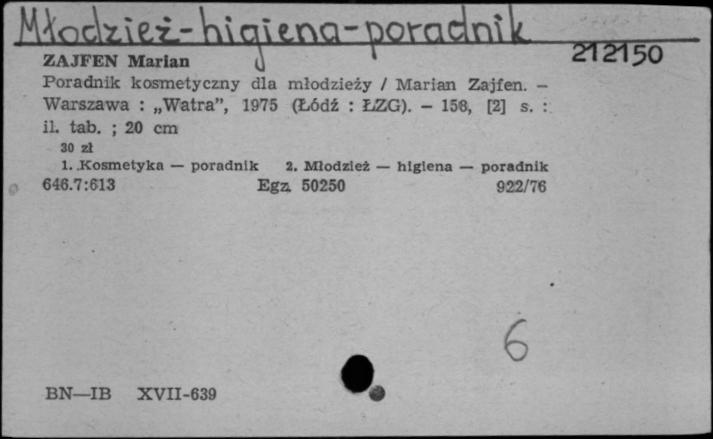 Młodzież-higiena-poradnik
212150
ZAJFEN Marian
Poradnik kosmetyczny dla młodzieży / Marian Zajfen. –
Warszawa : „Watra”, 1975 (Łódź : ŁZG). – 158, [2] s. :
il. tab. ; 20 cm
30 zł
1. Kosmetyka — poradnik 2. Młodzież — higiena — poradnik
646.7:613 Egz. 50250 922/76
6
BN—IB XVII-639